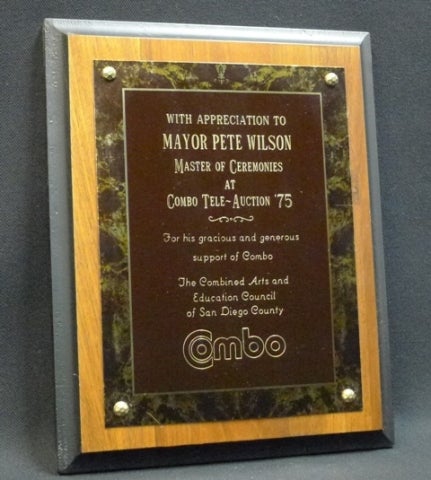 WITH APPRECIATION TO
MAYOR PETE WILSON
MASTER OF CEREMONIES
AT
COMBO TELE~AUCTION '75
For his gracious and generous
support of Combo
The Combined Arts and
Education Council
of San Diego County
Combo